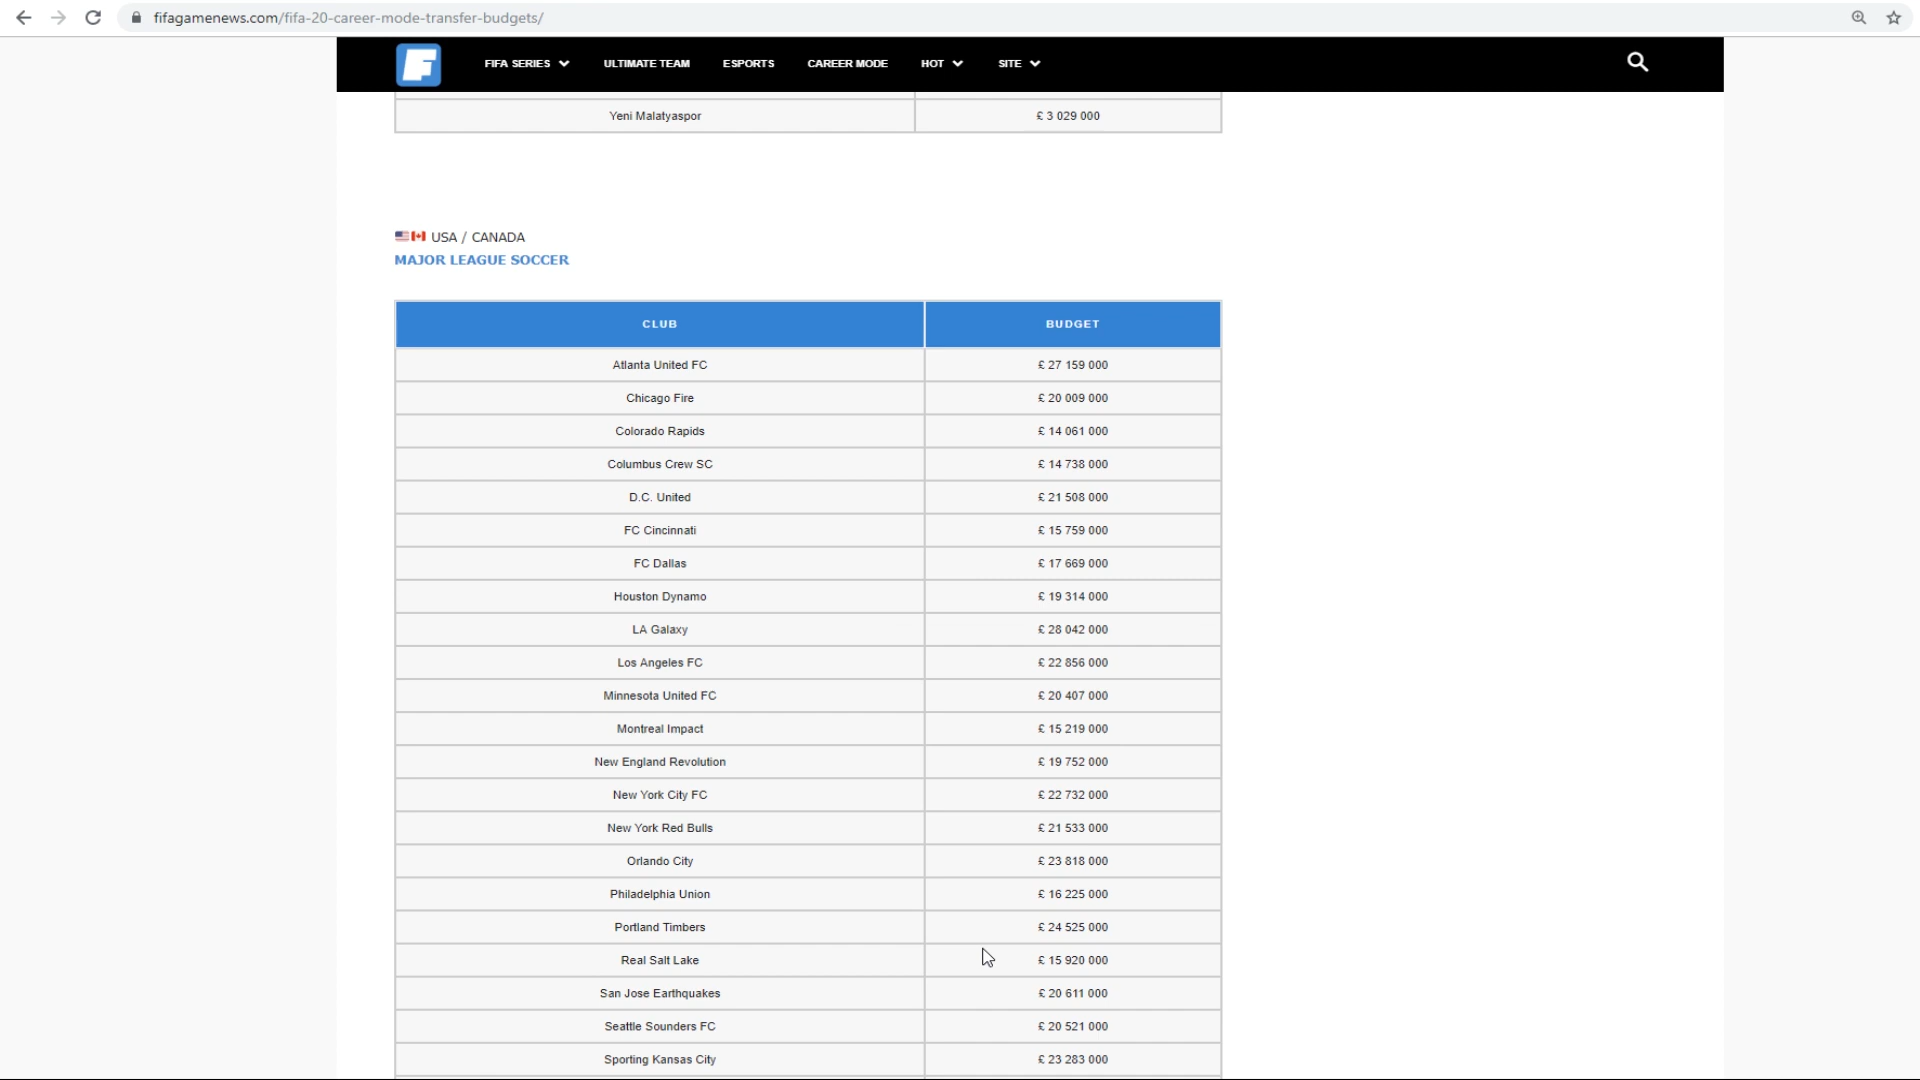 fifagamenews.com/fifa-20-career-mode-transfer-budgets/
FIFA SERIES ULTIMATE TEAM ESPORTS CAREER MODE HOT SITE
Yeni Malatyaspor £ 3 029 000
USA / CANADA
MAJOR LEAGUE SOCCER
CLUB BUDGET
Atlanta United FC £ 27 159 000
Chicago Fire £ 20 009 000
Colorado Rapids £ 14 061 000
Columbus Crew SC £ 14 738 000
D.C. United £ 21 508 000
FC Cincinnati £ 15 759 000
FC Dallas £ 17 669 000
Houston Dynamo £ 19 314 000
LA Galaxy £ 28 042 000
Los Angeles FC £ 22 856 000
Minnesota United FC £ 20 407 000
Montreal Impact £ 15 219 000
New England Revolution £ 19 752 000
New York City FC £ 22 732 000
New York Red Bulls £ 21 533 000
Orlando City £ 23 818 000
Philadelphia Union £ 16 225 000
Portland Timbers £ 24 525 000
Real Salt Lake £ 15 920 000
San Jose Earthquakes £ 20 611 000
Seattle Sounders FC £ 20 521 000
Sporting Kansas City £ 23 283 000